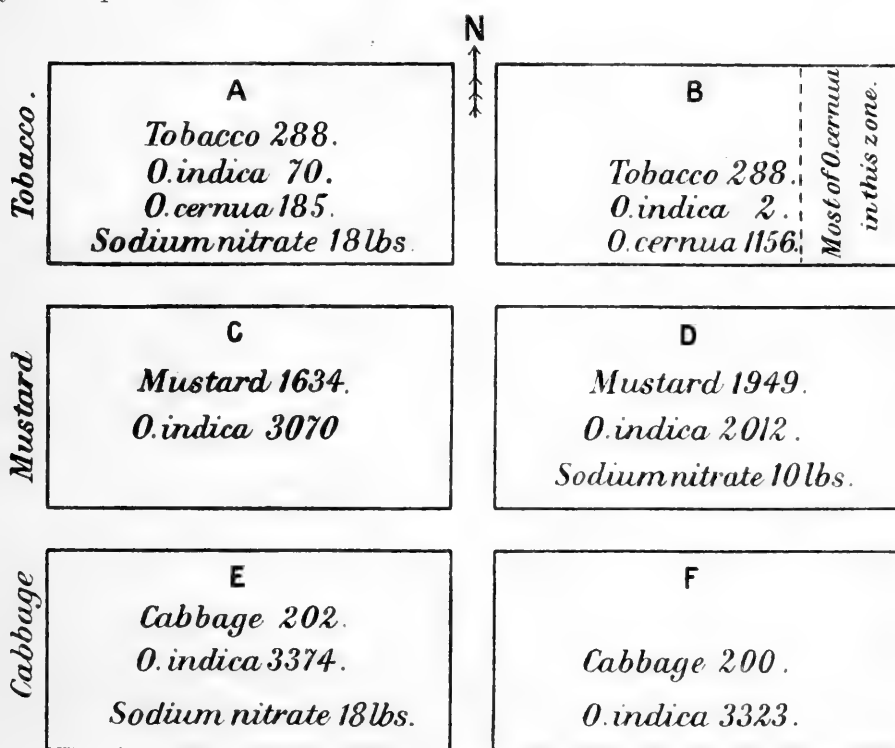 N
Tobacco.
A
Tobacco 288.
O.indica 70.
O.cernua 185.
Sodium nitrate 18 lbs.
B
Tobacco 288.
O.indica 2.
O.cernua 1156.
Most of O.cernua
in this zone.
Mustard
C
Mustard 1634.
O.indica 3070
D
Mustard 1949.
O.indica 2012.
Sodium nitrate 10 lbs.
Cabbage
E
Cabbage 202.
O.indica 3374.
Sodium nitrate 18 lbs.
F
Cabbage 200.
O.indica 3323.